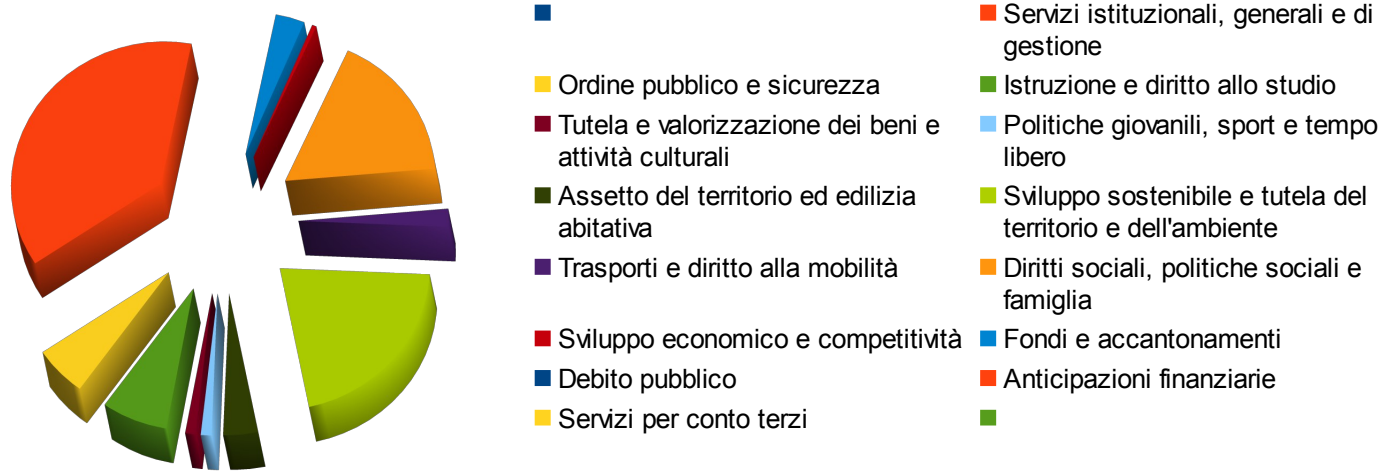 Servizi istituzionali, generali e di
gestione
Ordine pubblico e sicurezza
Istruzione e diritto allo studio
Tutela e valorizzazione dei beni e
attività culturali
Politiche giovanili, sport e tempo
libero
Assetto del territorio ed edilizia
abitativa
Sviluppo sostenibile e tutela del
territorio e dell'ambiente
Trasporti e diritto alla mobilità
Diritti sociali, politiche sociali e
famiglia
Sviluppo economico e competitività
Fondi e accantonamenti
Debito pubblico
Anticipazioni finanziarie
Servizi per conto terzi